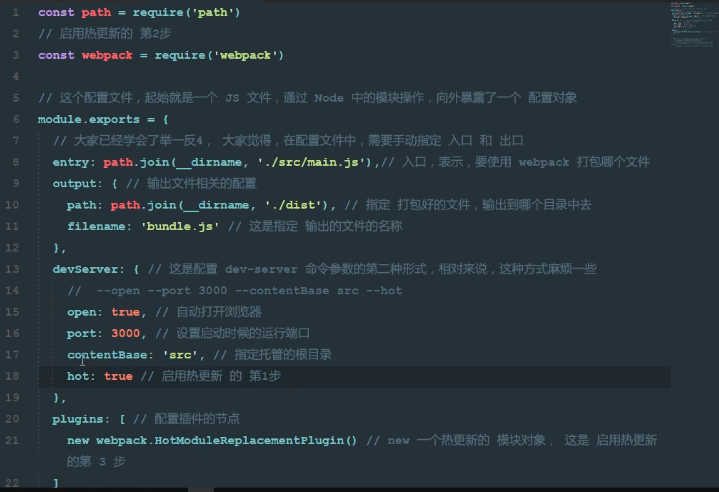 1 const path = require('path')
2 // 启用热更新的 第2步
3 const webpack = require('webpack')
4
5 // 这个配置文件，起始就是一个 JS 文件，通过 Node 中的模块操作，向外暴露了一个 配置对象
6 module.exports = {
7 // 大家已经学会了举一反4， 大家觉得，在配置文件中，需要手动指定 入口 和 出口
8 entry: path.join(__dirname, './src/main.js'),// 入口，表示，要使用 webpack 打包哪个文件
9 output: { // 输出文件相关的配置
10 path: path.join(__dirname, './dist'), // 指定 打包好的文件，输出到哪个目录中去
11 filename: 'bundle.js' // 这是指定 输出的文件的名称
12 },
13 devServer: { // 这是配置 dev-server 命令参数的第二种形式，相对来说，这种方式麻烦一些
14 // --open --port 3000 --contentBase src --hot
15 open: true, // 自动打开浏览器
16 port: 3000, // 设置启动时候的运行端口
17 contentBase: 'src', // 指定托管的根目录
18 hot: true // 启用热更新 的 第1步
19 },
20 plugins: [ // 配置插件的节点
21 new webpack.HotModuleReplacementPlugin() // new 一个热更新的 模块对象， 这是 启用热更新
的第 3 步
22 ]